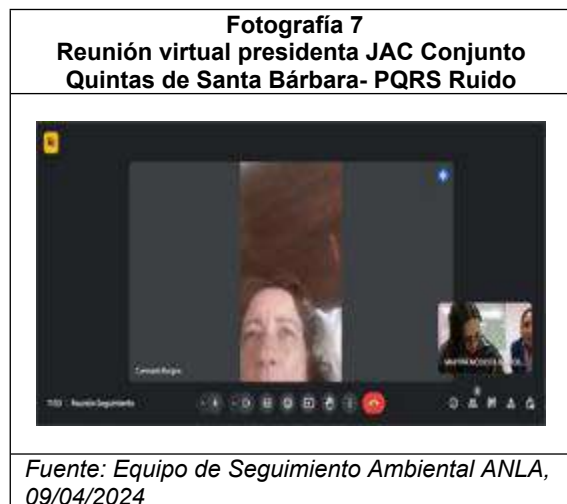 Fotografía 7
Reunión virtual presidenta JAC Conjunto
Quintas de Santa Bárbara- PQRS Ruido
Reunión Seguimiento
Fuente: Equipo de Seguimiento Ambiental ANLA,
09/04/2024